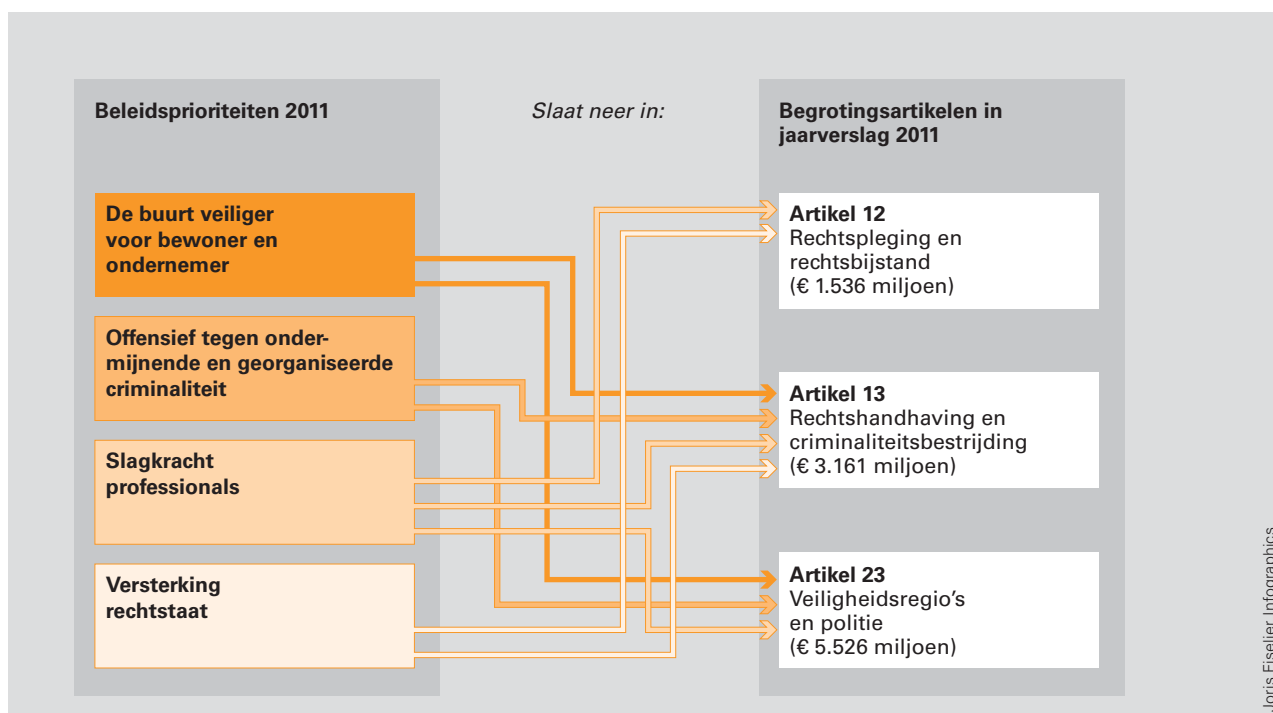 Beleidsprioriteiten 2011
De buurt veiliger
voor bewoner en
ondernemer
Offensief tegen onder-
mijnende en georganiseerde
criminaliteit
Slagkracht
professionals
Versterking
rechtstaat
Slaat neer in:
Begrotingsartikelen in
jaarverslag 2011
Artikel 12
Rechtspleging en
rechtsbijstand
(€ 1.536 miljoen)
Artikel 13
Rechtshandhaving en
criminaliteitsbestrijding
(€ 3.161 miljoen)
Artikel 23
Veiligheidsregio's
en politie
(€ 5.526 miljoen)
Joris Fiselier Infographics